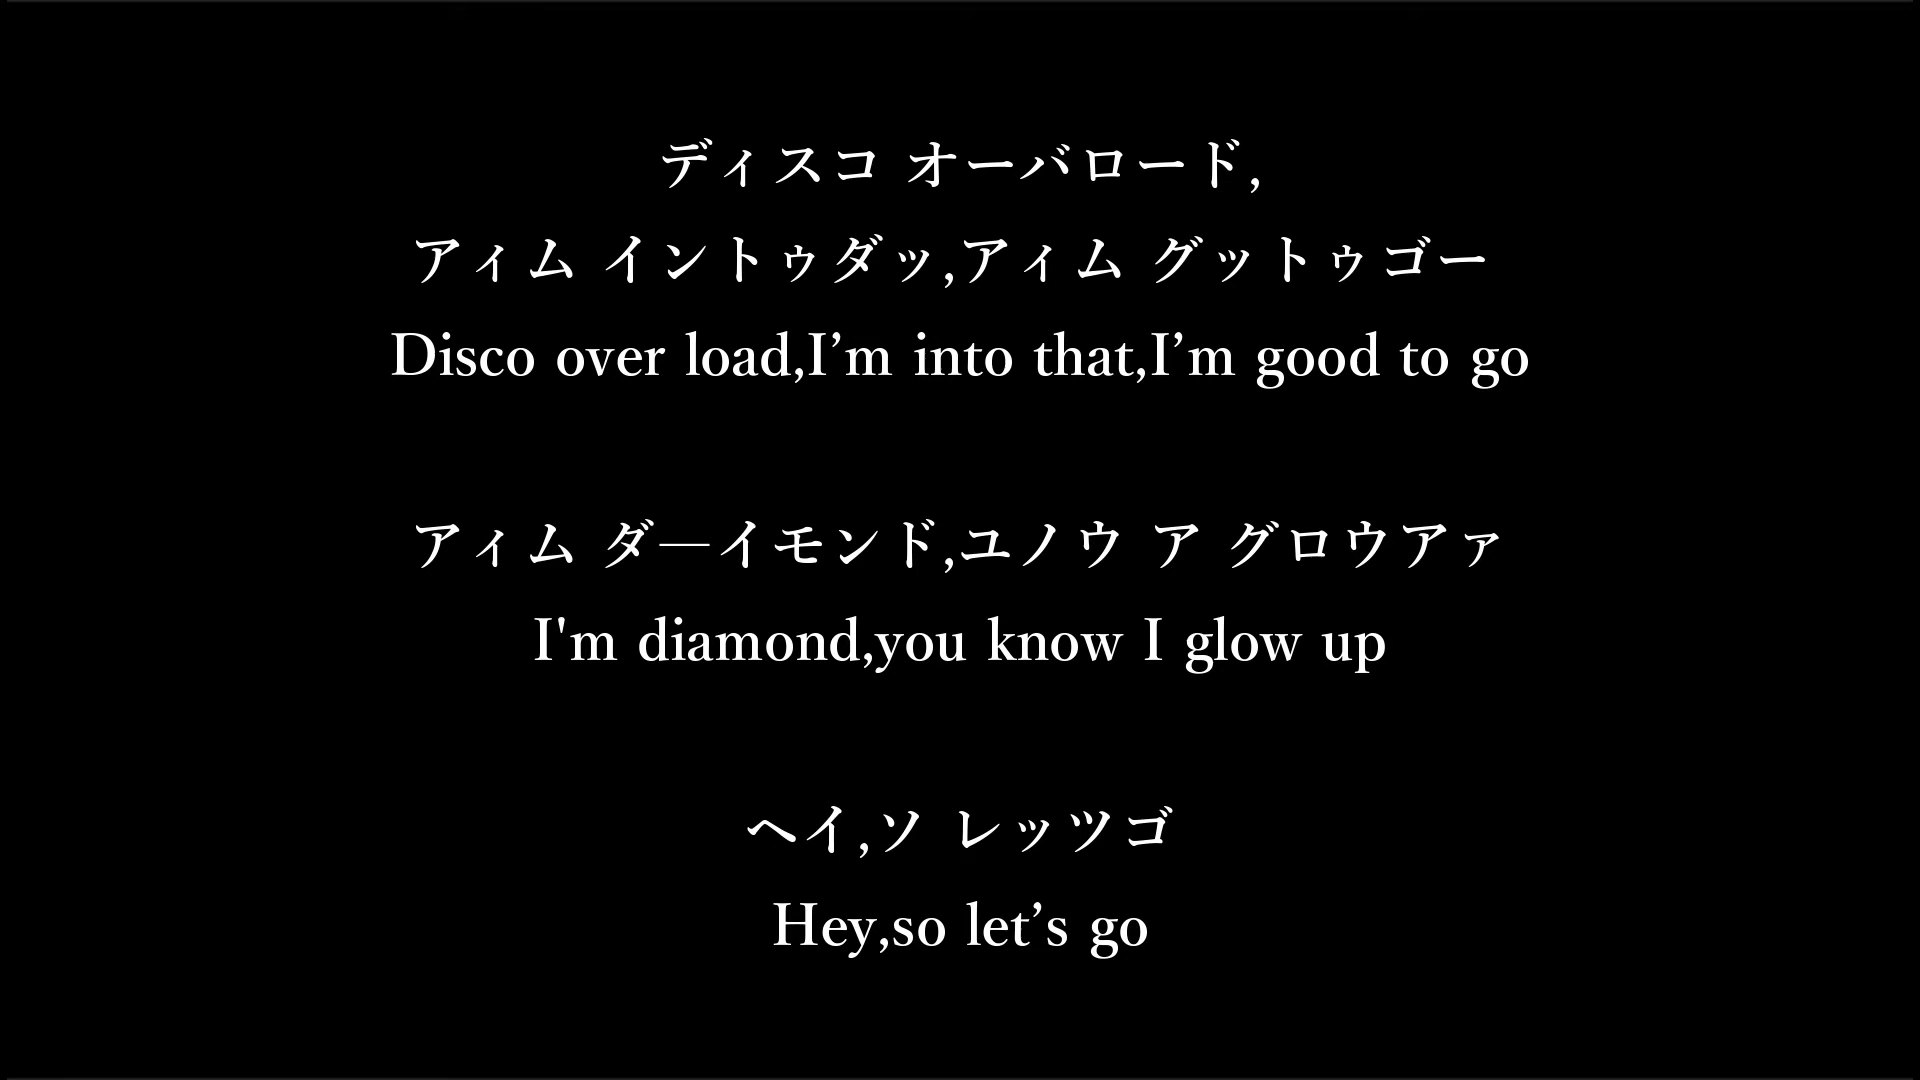 ディスコ オーバロード,
アィム イントゥダッ,アィム グットゥゴー
Disco over load,I’m into that,I’m good to go
アィム ダ―イモンド,ユノウ ア グロウアァ
I'm diamond,you know I glow up
ヘイ,ソ レッツゴ
Hey,so let’s go